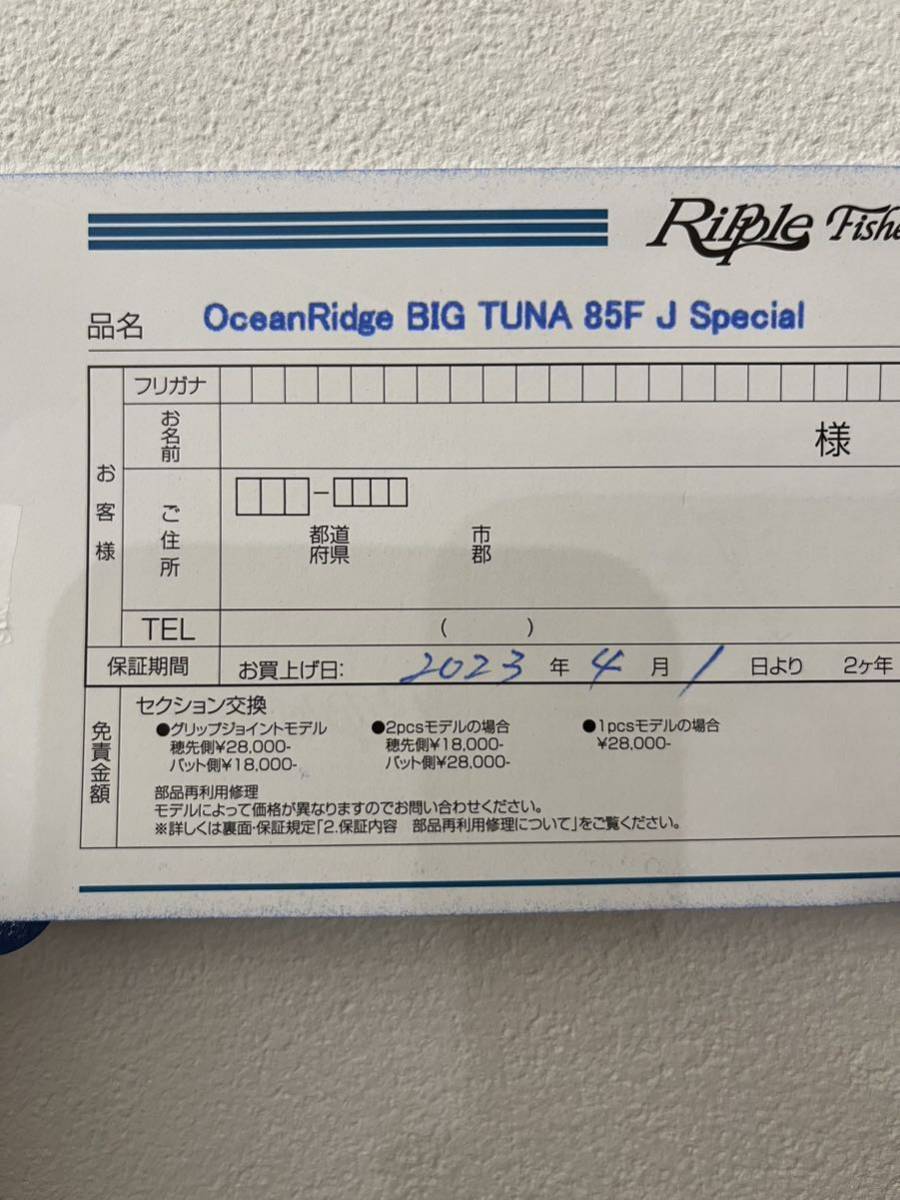 Ripple Fishe
品名 OceanRidge BIG TUNA 85F J Special
お客様
フリガナ
お名前 様
ご住所 －
都道府県 市郡
TEL ( )
保証期間 お買上げ日: 2023 年 4 月 1 日より 2ヶ年
免責金額
セクション交換
●グリップジョイントモデル ●2pcsモデルの場合 ●1pcsモデルの場合
穂先側¥28,000- 穂先側¥18,000- ¥28,000-
バット側¥18,000- バット側¥28,000-
部品再利用修理
モデルによって価格が異なりますのでお問い合わせください。
※詳しくは裏面・保証規定「2.保証内容 部品再利用修理について」をご覧ください。